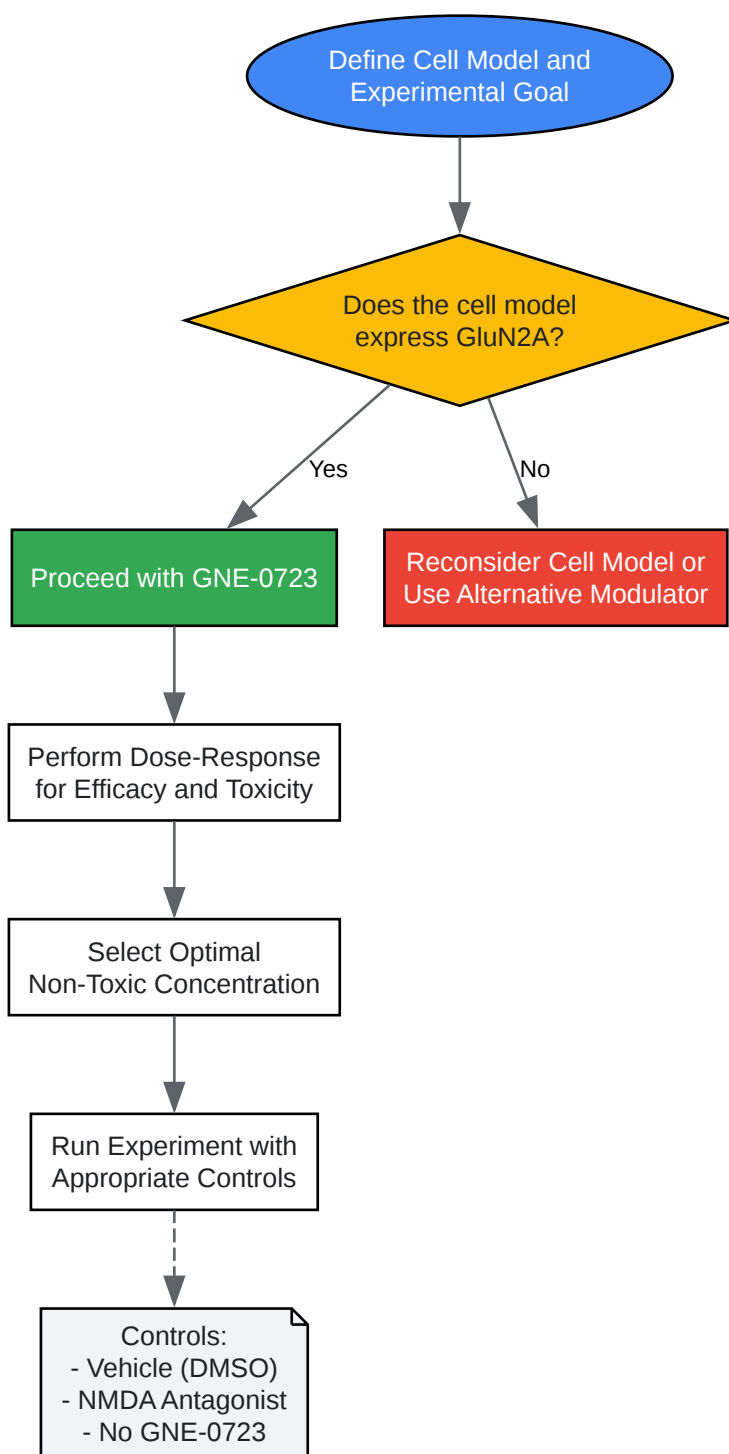 Define Cell Model and
Experimental Goal
Does the cell model
express GluN2A?
Yes
No
Proceed with GNE-0723
Reconsider Cell Model or
Use Alternative Modulator
Perform Dose-Response
for Efficacy and Toxicity
Select Optimal
Non-Toxic Concentration
Run Experiment with
Appropriate Controls
Controls:
- Vehicle (DMSO)
- NMDA Antagonist
- No GNE-0723